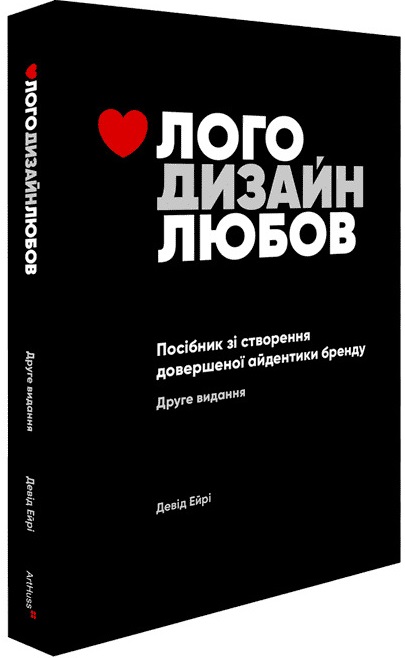 ЛОГО
ДИЗАЙН
ЛЮБОВ
Посібник зі створення
довершеної айдентики бренду
Друге видання
Девід Ейрі
ЛОГОДИЗАЙНЛЮБОВ
Друге видання
Девід Ейрі
ArtHuss